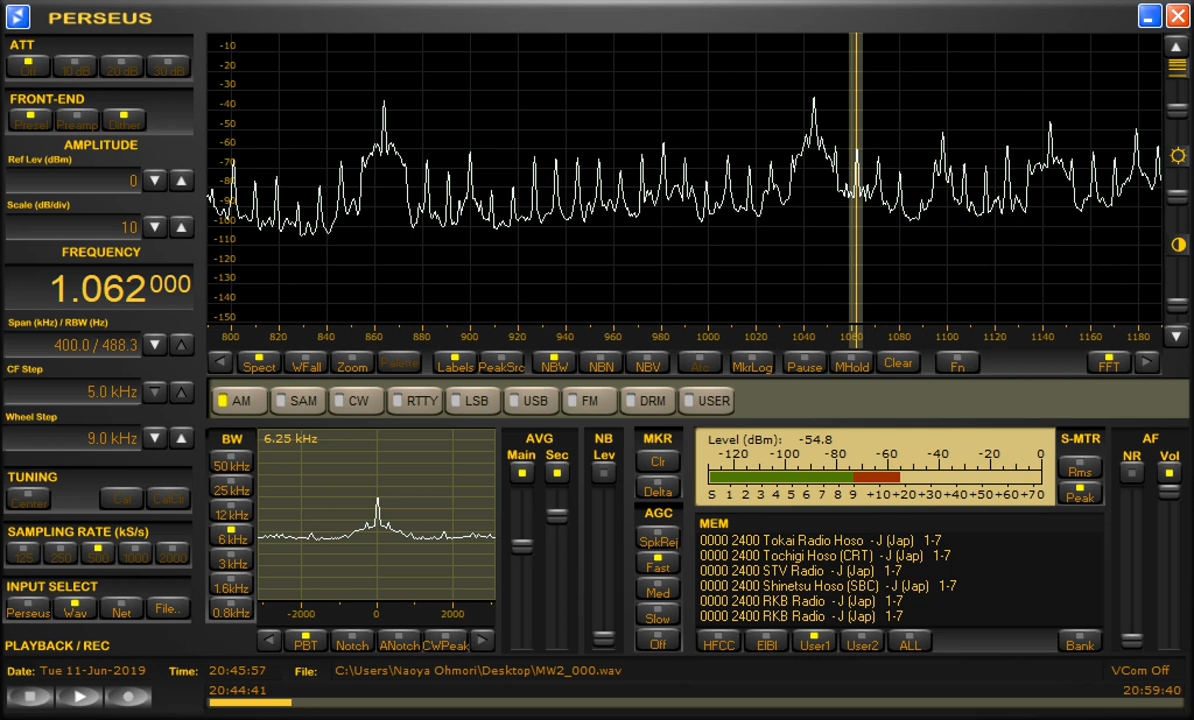 PERSEUS
ATT
Off 10 dB 20 dB 30 dB
FRONT-END
Presel Preamp Dither
AMPLITUDE
Ref Lev (dBm)
0
Scale (dB/div)
10
FREQUENCY
1.062000
Span (kHz) / RBW (Hz)
400.0 / 488.3
CF Step
5.0 kHz
Wheel Step
9.0 kHz
TUNING
Center Cal CalClr
SAMPLING RATE (kS/s)
125 250 500 1000 2000
INPUT SELECT
Perseus Wav Net File..
PLAYBACK / REC
-10
-20
-30
-40
-50
-60
-70
-80
-90
-100
-110
-120
-130
-140
-150
800 820 840 860 880 900 920 940 960 980 1000 1020 1040 1060 1080 1100 1120 1140 1160 1180
Spect WFall Zoom Palette Labels PeakSrc NBW NBN NBV MkrLog Pause MHold Clear Fn FFT
AM SAM CW RTTY LSB USB FM DRM USER
BW
50 kHz
25 kHz
12 kHz
6 kHz
3 kHz
1.6kHz
0.8kHz
6.25 kHz
-2000 0 2000
PBT Notch ANotch CWPeak
AVG
Main Sec
NB
Lev
MKR
Clr
Delta
AGC
SpkRej
Fast
Med
Slow
Off
Level (dBm): -54.8
-120 -100 -80 -60 -40 -20 0
S 1 2 3 4 5 6 7 8 9 +10+20+30+40+50+60+70
S-MTR
Rms
Peak
AF
NR Vol
MEM
0000 2400 Tokai Radio Hoso - J (Jap) 1-7
0000 2400 Tochigi Hoso (CRT) - J (Jap) 1-7
0000 2400 STV Radio - J (Jap) 1-7
0000 2400 Shinetsu Hoso (SBC) - J (Jap) 1-7
0000 2400 RKB Radio - J (Jap) 1-7
0000 2400 RKB Radio - J (Jap) 1-7
HFCC EIBI User1 User2 ALL Bank
Date: Tue 11-Jun-2019 Time: 20:45:57 File: C:\Users\Naoya Ohmori\Desktop\MW2_000.wav VCom Off
20:44:41 20:59:40